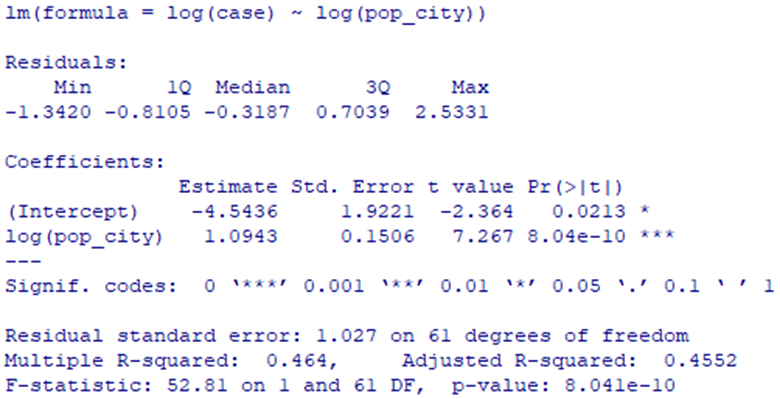 lm(formula = log(case) ~ log(pop_city))
Residuals:
Min 1Q Median 3Q Max
-1.3420 -0.8105 -0.3187 0.7039 2.5331
Coefficients:
Estimate Std. Error t value Pr(>|t|)
(Intercept) -4.5436 1.9221 -2.364 0.0213 *
log(pop_city) 1.0943 0.1506 7.267 8.04e-10 ***
---
Signif. codes: 0 ‘***’ 0.001 ‘**’ 0.01 ‘*’ 0.05 ‘.’ 0.1 ‘ ’ 1
Residual standard error: 1.027 on 61 degrees of freedom
Multiple R-squared: 0.464, Adjusted R-squared: 0.4552
F-statistic: 52.81 on 1 and 61 DF, p-value: 8.041e-10